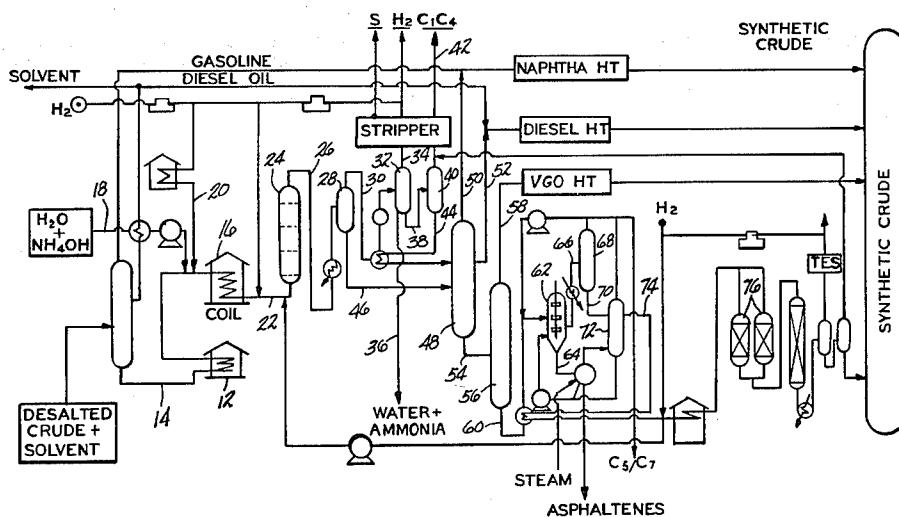 S H2 C1C4
SYNTHETIC
CRUDE
42
GASOLINE
NAPHTHA HT
SOLVENT
DIESEL OIL
H2
STRIPPER
DIESEL HT
26
24
28
30
32
34
40
50
52
VGO HT
18
20
H2O
+
NH4OH
16
44
38
58
H2
66
68
TES
62
74
76
COIL
22
46
48
70
72
36
54
64
SYNTHETIC CRUDE
14
12
56
DESALTED
CRUDE+
SOLVENT
WATER+
AMMONIA
60
C5/C7
STEAM
ASPHALTENES